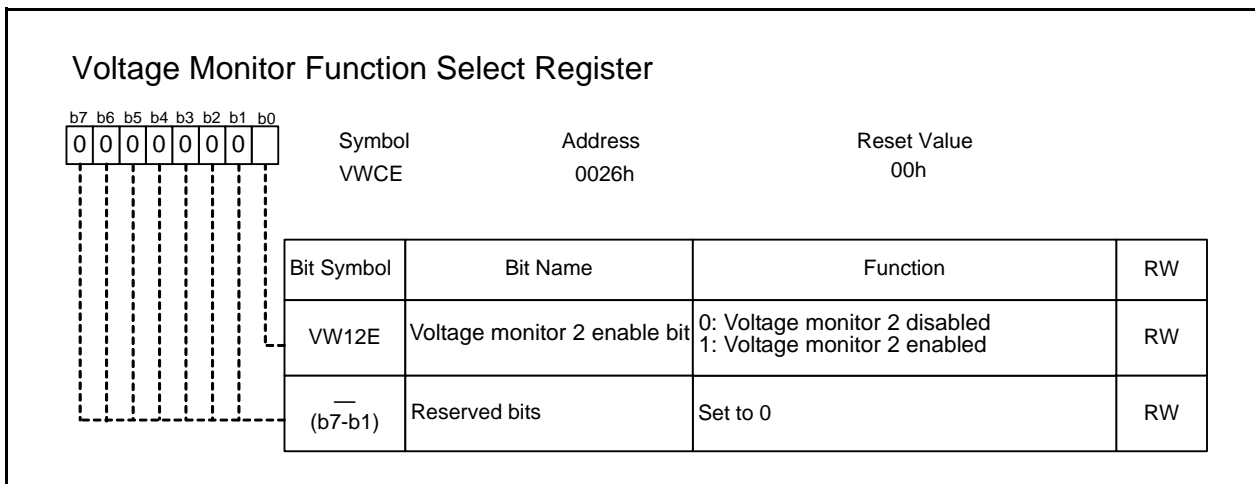 Voltage Monitor Function Select Register
b7 b6 b5 b4 b3 b2 b1 b0
0 0 0 0 0 0 0
Symbol Address Reset Value
VWCE 0026h 00h
Bit Symbol Bit Name Function RW
VW12E Voltage monitor 2 enable bit 0: Voltage monitor 2 disabled
1: Voltage monitor 2 enabled RW
—
(b7-b1) Reserved bits Set to 0 RW